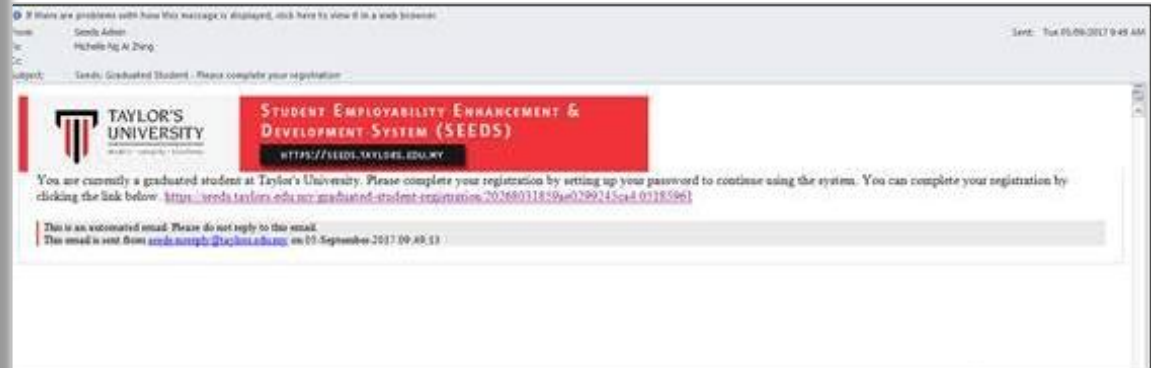 If there are problems with how this message is displayed, click here to view it in a web browser.
From: Seeds Admin
Sent: Tue 05/09/2017 9:49 AM
To: Michelle Ng Ai Zhing
Cc:
Subject: Seeds: Graduated Student - Please complete your registration
TAYLOR'S
UNIVERSITY
STUDENT EMPLOYABILITY ENHANCEMENT &
DEVELOPMENT SYSTEM (SEEDS)
HTTPS://SEEDS.TAYLORS.EDU.MY
You are currently a graduated student at Taylor's University. Please complete your registration by setting up your password to continue using the system. You can complete your registration by
clicking the link below.
This is an automated email. Please do not reply to this email.
This email is sent from seeds.noreply@taylors.edu.my on 05-September-2017 09:49:13